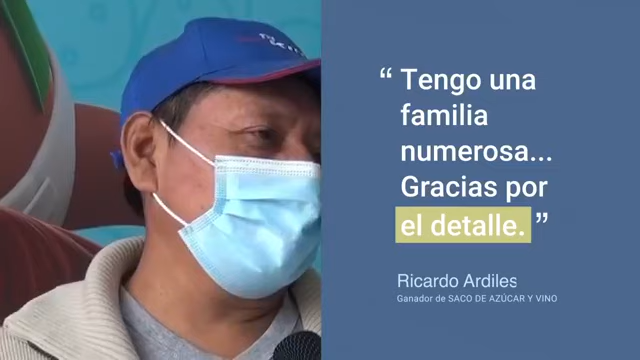 “ Tengo una
familia
numerosa...
Gracias por
el detalle. ”
Ricardo Ardiles
Ganador de SACO DE AZÚCAR Y VINO